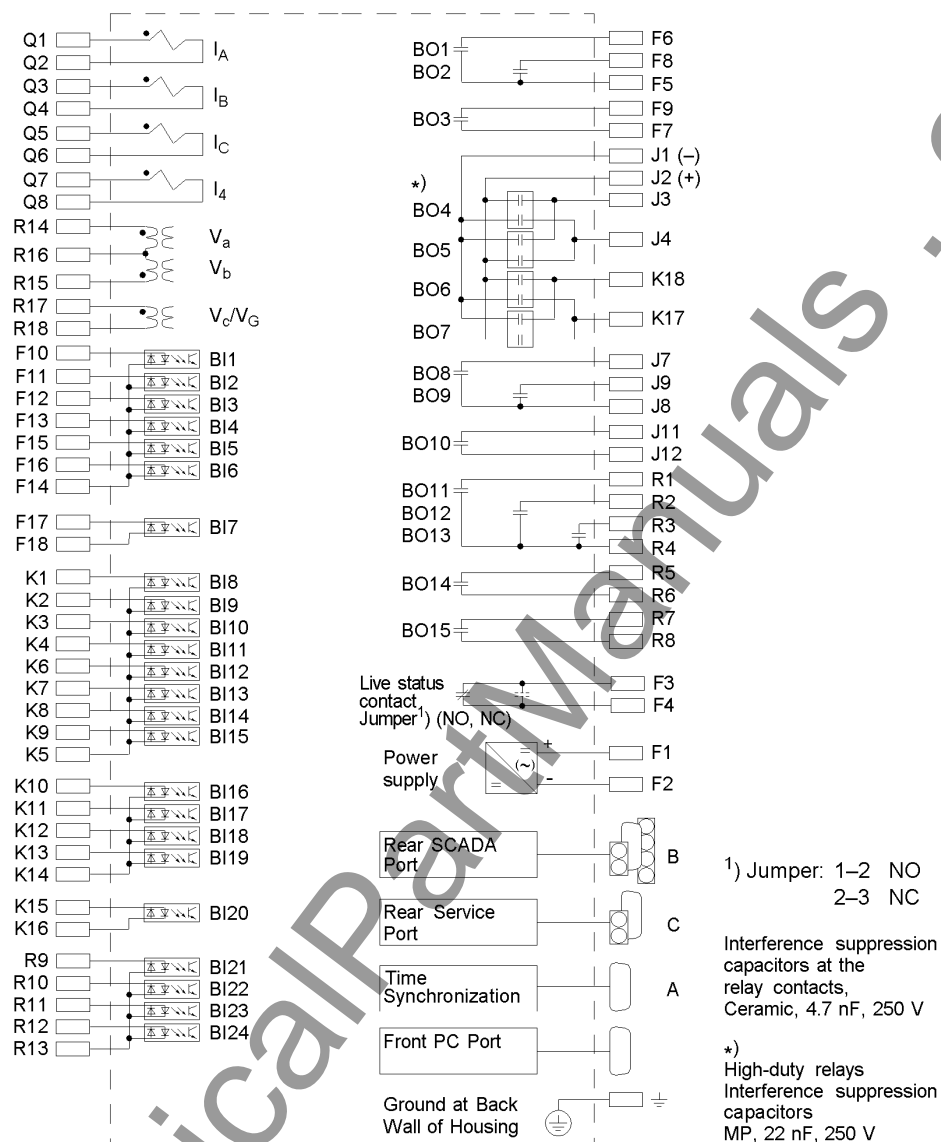 Q1
Q2
I_A
Q3
Q4
I_B
Q5
Q6
I_C
Q7
Q8
I_4
R14
V_a
R16
V_b
R15
R17
V_c/V_G
R18
F10
BI1
F11
BI2
F12
BI3
F13
BI4
F15
BI5
F16
BI6
F14
F17
BI7
F18
K1
BI8
K2
BI9
K3
BI10
K4
BI11
K6
BI12
K7
BI13
K8
BI14
K9
BI15
K5
K10
BI16
K11
BI17
K12
BI18
K13
BI19
K14
K15
BI20
K16
R9
BI21
R10
BI22
R11
BI23
R12
BI24
R13
BO1
F6
BO2
F8
F5
BO3
F9
F7
J1 (–)
J2 (+)
*)
J3
BO4
BO5
J4
BO6
K18
BO7
K17
BO8
J7
BO9
J9
J8
BO10
J11
J12
BO11
R1
BO12
R2
BO13
R3
R4
BO14
R5
R6
BO15
R7
R8
Live status
contact
Jumper¹) (NO, NC)
F3
F4
Power
supply
(~)
+
-
F1
F2
Rear SCADA
Port
B
Rear Service
Port
C
Time
Synchronization
A
Front PC Port
Ground at Back
Wall of Housing
¹) Jumper: 1–2 NO
2–3 NC
Interference suppression
capacitors at the
relay contacts,
Ceramic, 4.7 nF, 250 V
*)
High-duty relays
Interference suppression
capacitors
MP, 22 nF, 250 V
icalPartManuals .